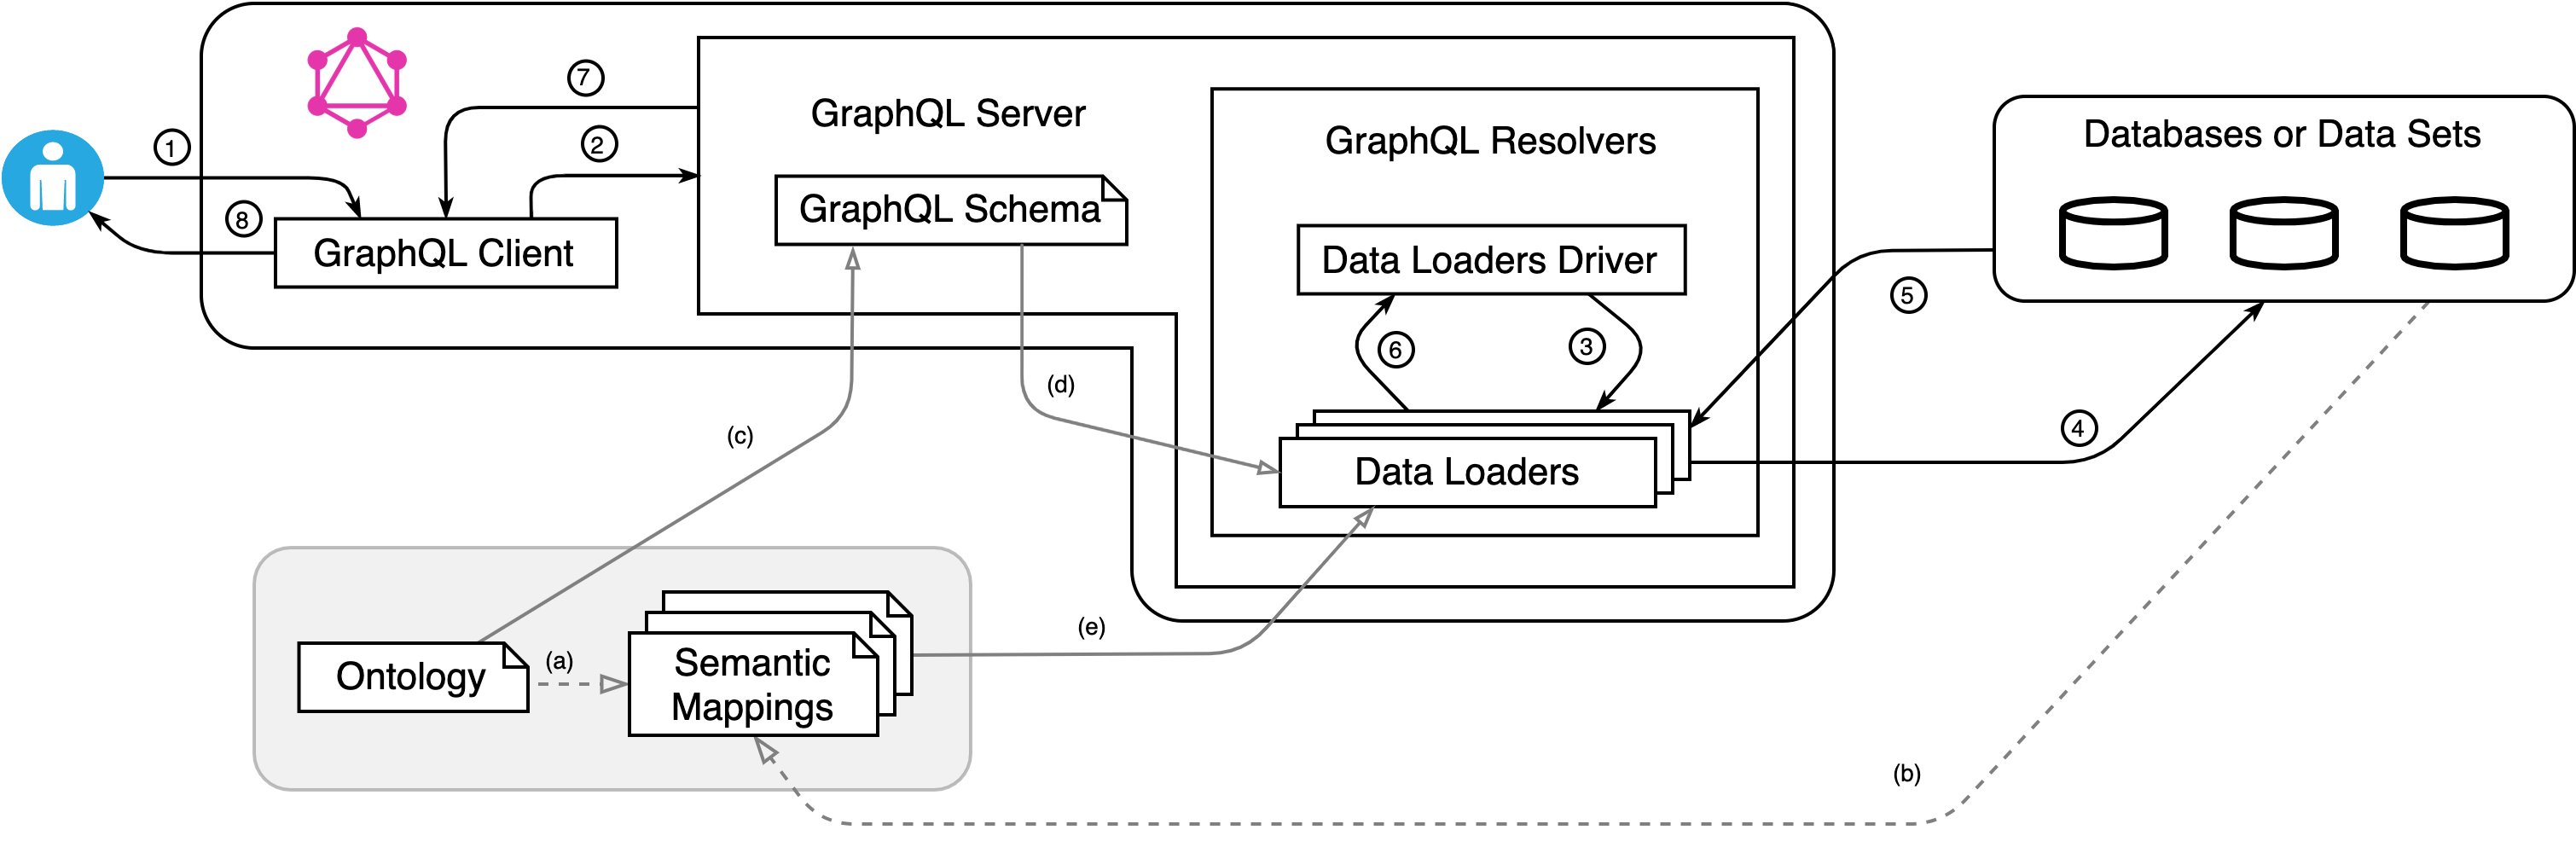 ①
⑧
⑦
②
GraphQL Client
GraphQL Server
GraphQL Schema
GraphQL Resolvers
Data Loaders Driver
⑥
③
Data Loaders
Databases or Data Sets
⑤
④
(c)
(d)
(e)
Ontology
(a)
Semantic
Mappings
(b)